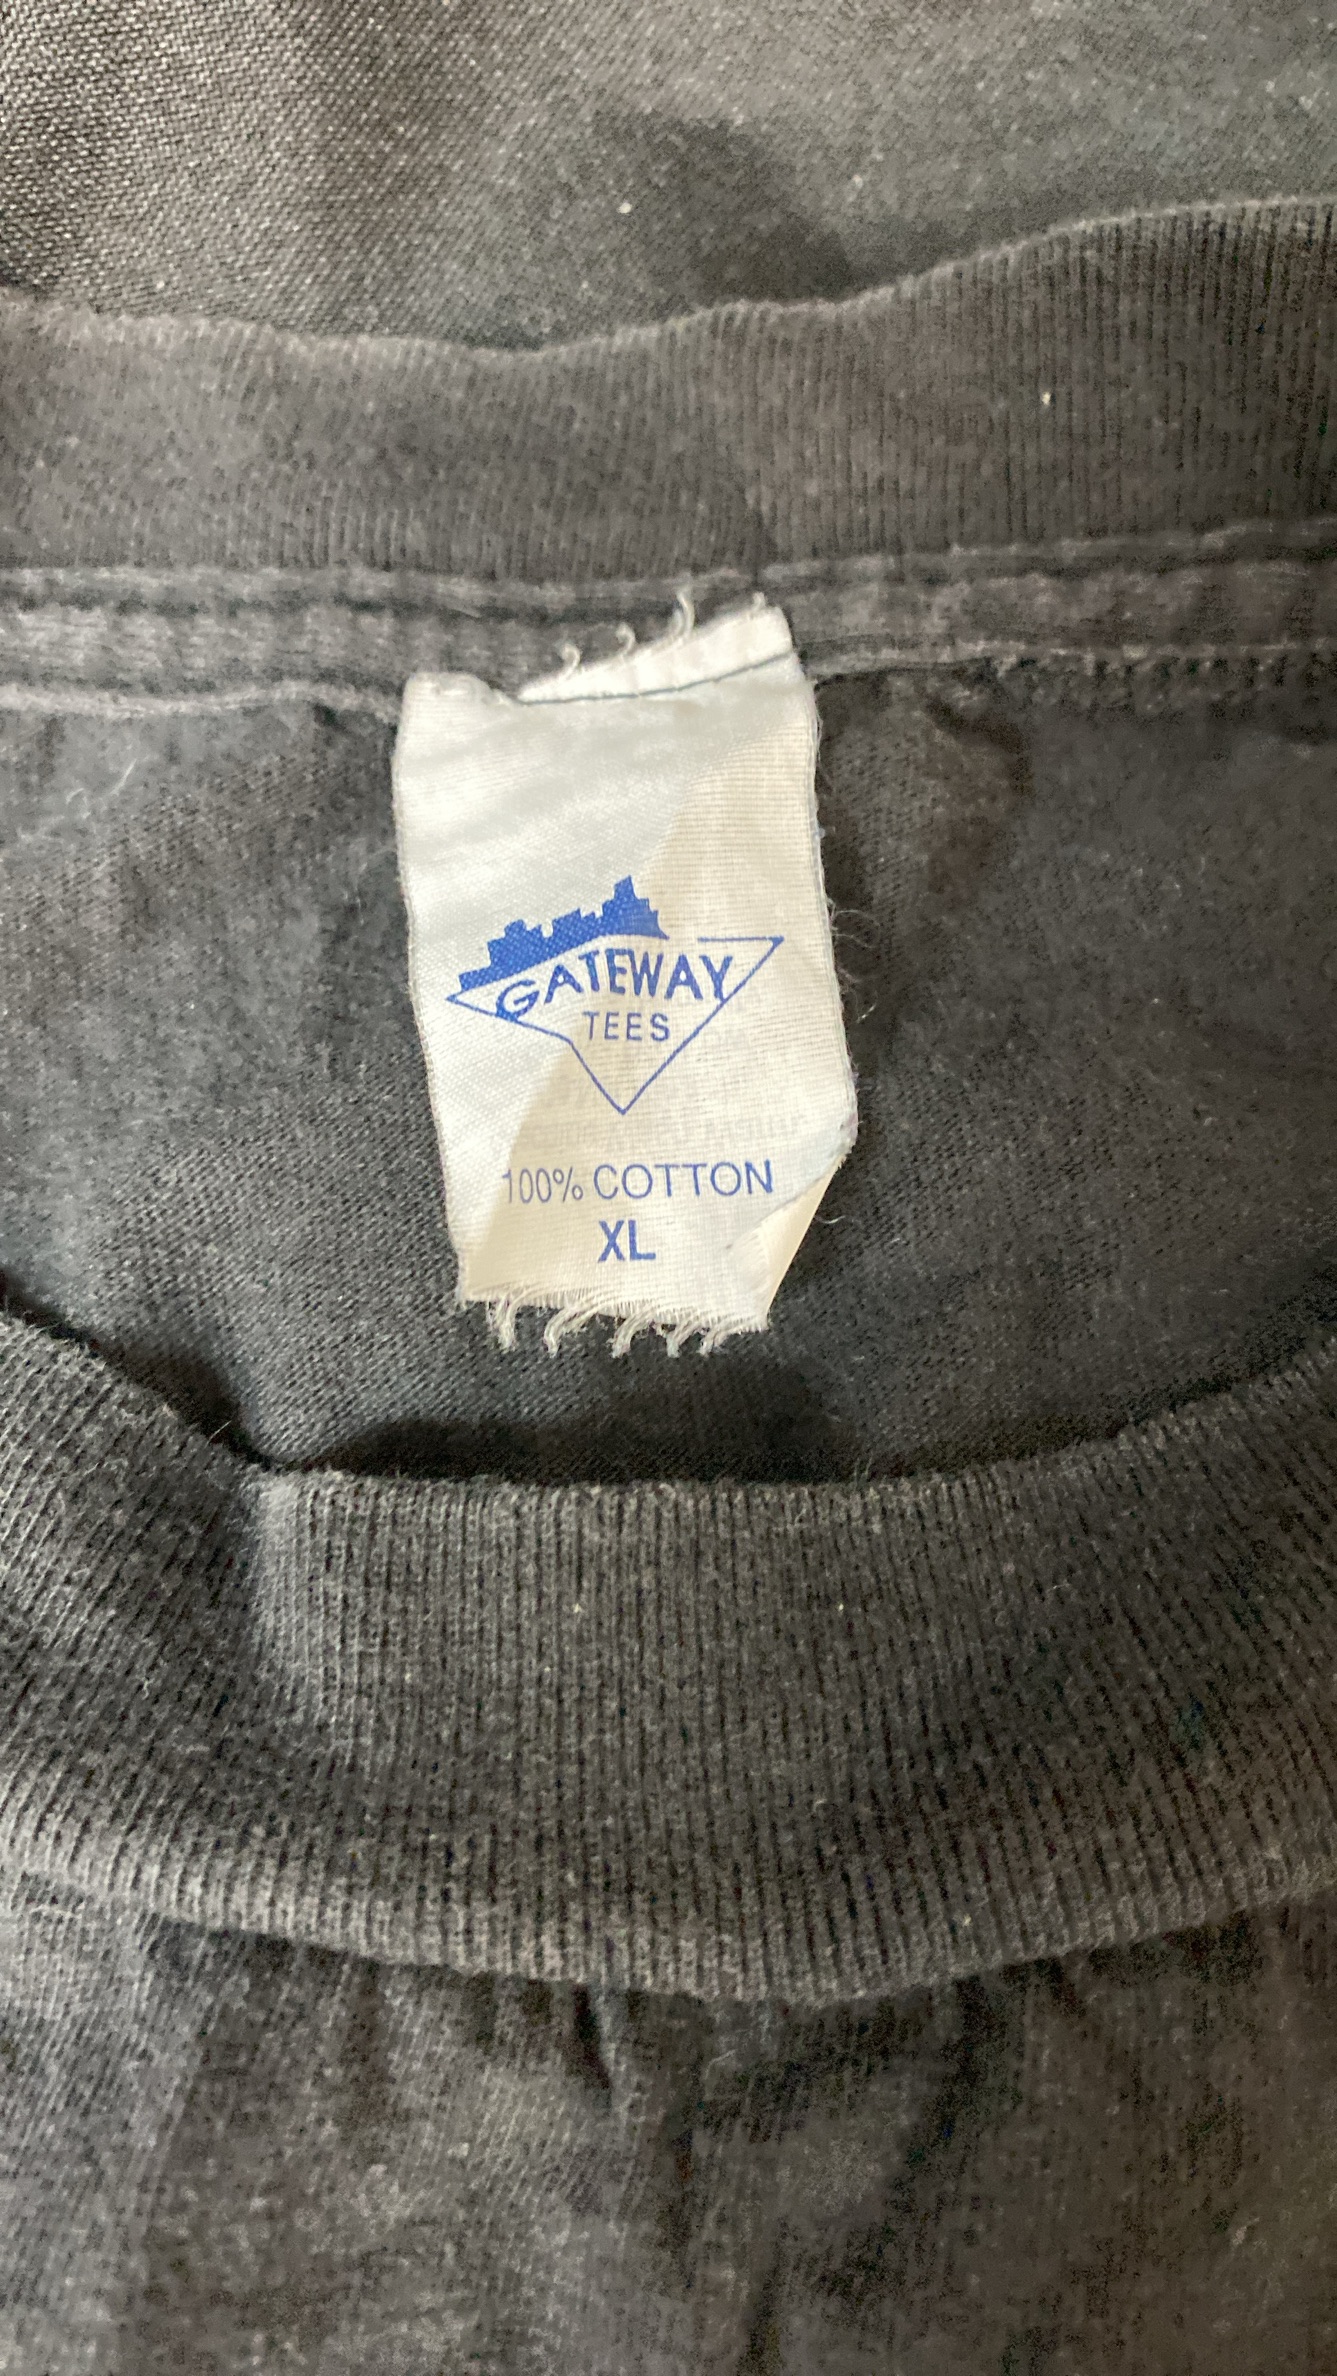 GATEWAY
TEES
100% COTTON
XL